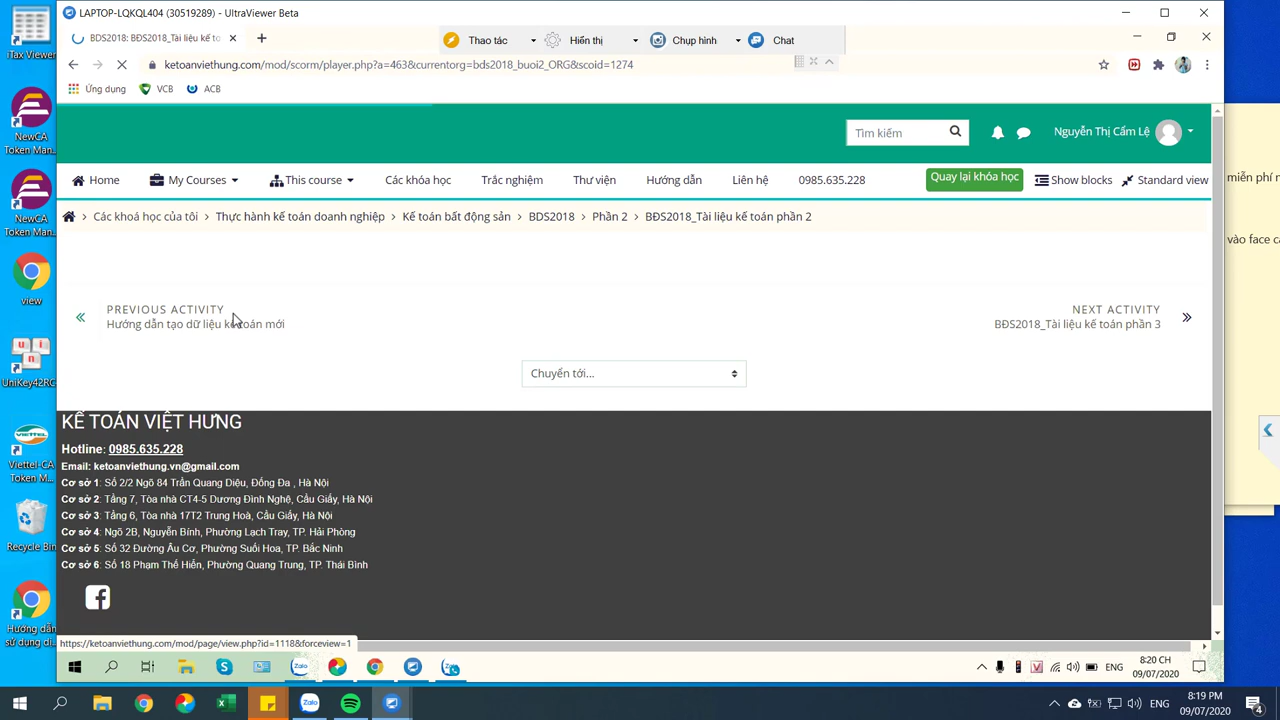 LAPTOP-LQKQL404 (30519289) - UltraViewer Beta
BDS2018: BĐS2018_Tài liệu kế to
Thao tác
Hiển thị
Chụp hình
Chat
ketoanviethung.com/mod/scorm/player.php?a=463&currentorg=bds2018_buoi2_ORG&scoid=1274
Ứng dụng
VCB
ACB
Tìm kiếm
Nguyễn Thị Cẩm Lệ
Home
My Courses
This course
Các khóa học
Trắc nghiệm
Thư viện
Hướng dẫn
Liên hệ
0985.635.228
Quay lại khóa học
Show blocks
Standard view
Các khoá học của tôi
Thực hành kế toán doanh nghiệp
Kế toán bất động sản
BDS2018
Phần 2
BĐS2018_Tài liệu kế toán phần 2
PREVIOUS ACTIVITY
Hướng dẫn tạo dữ liệu kế toán mới
NEXT ACTIVITY
BĐS2018_Tài liệu kế toán phần 3
Chuyển tới...
KẾ TOÁN VIỆT HƯNG
Hotline: 0985.635.228
Email: ketoanviethung.vn@gmail.com
Cơ sở 1: Số 2/2 Ngõ 84 Trần Quang Diệu, Đống Đa , Hà Nội
Cơ sở 2: Tầng 7, Tòa nhà CT4-5 Dương Đình Nghệ, Cầu Giấy, Hà Nội
Cơ sở 3: Tầng 6, Tòa nhà 17T2 Trung Hoà, Cầu Giấy, Hà Nội
Cơ sở 4: Ngõ 2B, Nguyễn Bính, Phường Lạch Tray, TP. Hải Phòng
Cơ sở 5: Số 32 Đường Âu Cơ, Phường Suối Hoa, TP. Bắc Ninh
Cơ sở 6: Số 18 Phạm Thế Hiển, Phường Quang Trung, TP. Thái Bình
https://ketoanviethung.com/mod/page/view.php?id=1118&forceview=1
ENG
8:20 CH
09/07/2020
iTax Viewer
NewCA
Token Man...
NewCA
Token Man...
view
UniKey42RC
Viettel-CA
Token M...
Recycle Bin
Hướng dẫn
sử dụng di...
miễn phí
vào face
Zalo
Zalo
ENG
8:19 PM
09/07/2020
4